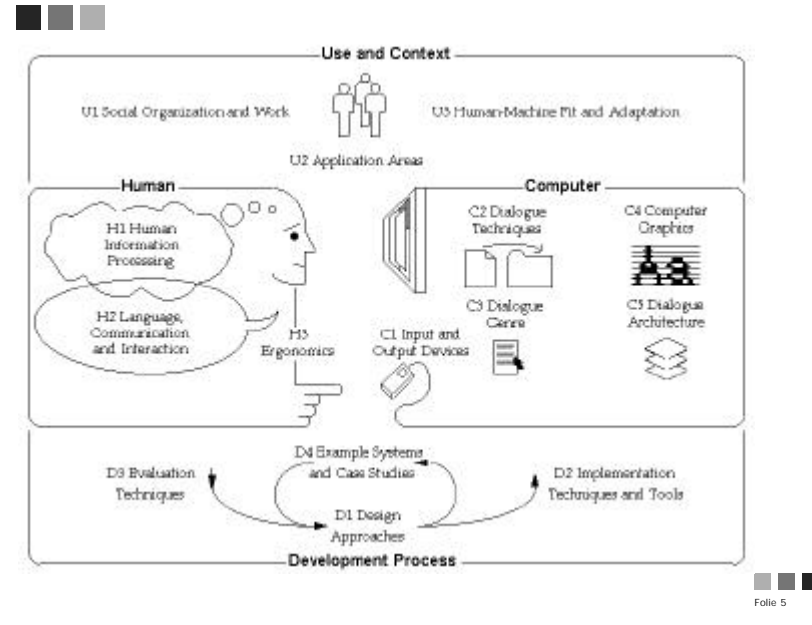 Use and Context
U1 Social Organization and Work
U3 Human-Machine Fit and Adaptation
U2 Application Areas
Human
H1 Human
Information
Processing
H2 Language,
Communication
and Interaction
H3
Ergonomics
Computer
C2 Dialogue
Techniques
C4 Computer
Graphics
Aa
C3 Dialogue
Genre
C5 Dialogue
Architecture
C1 Input and
Output Devices
D3 Evaluation
Techniques
D4 Example Systems
and Case Studies
D1 Design
Approaches
D2 Implementation
Techniques and Tools
Development Process
Folie 5